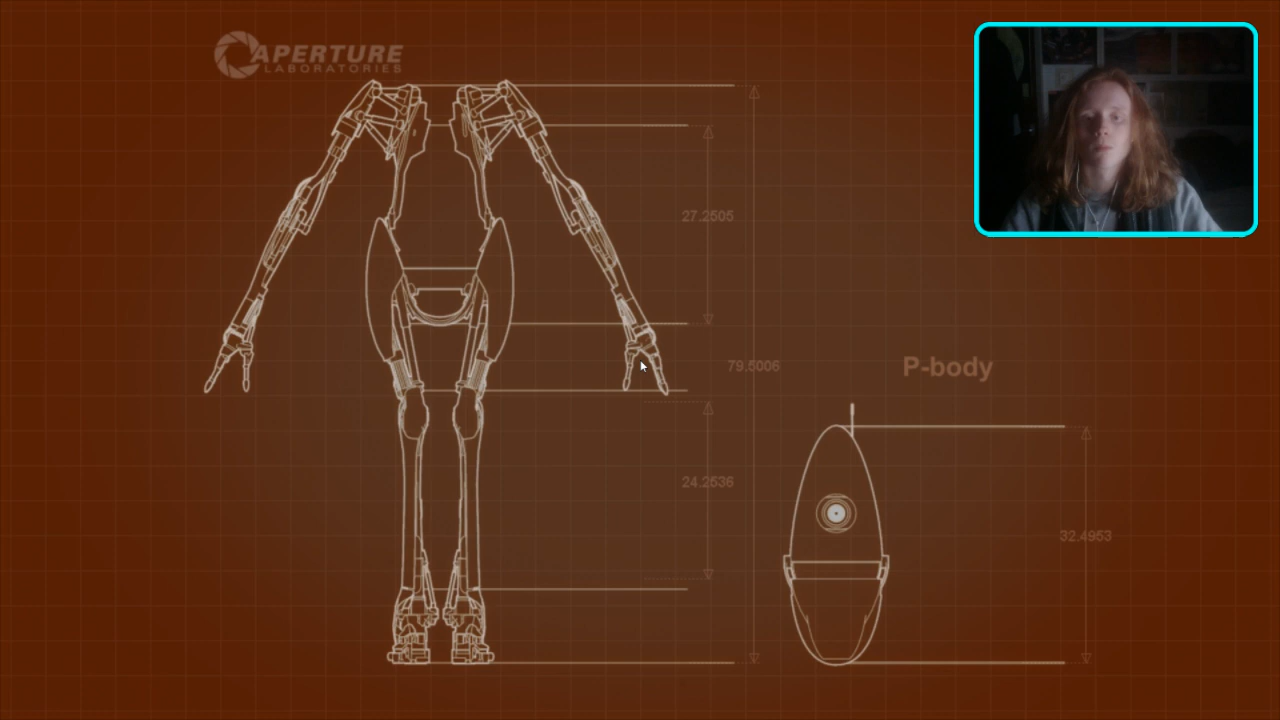 APERTURE
LABORATORIES
27.2505
79.5006
P-body
24.2536
32.4953